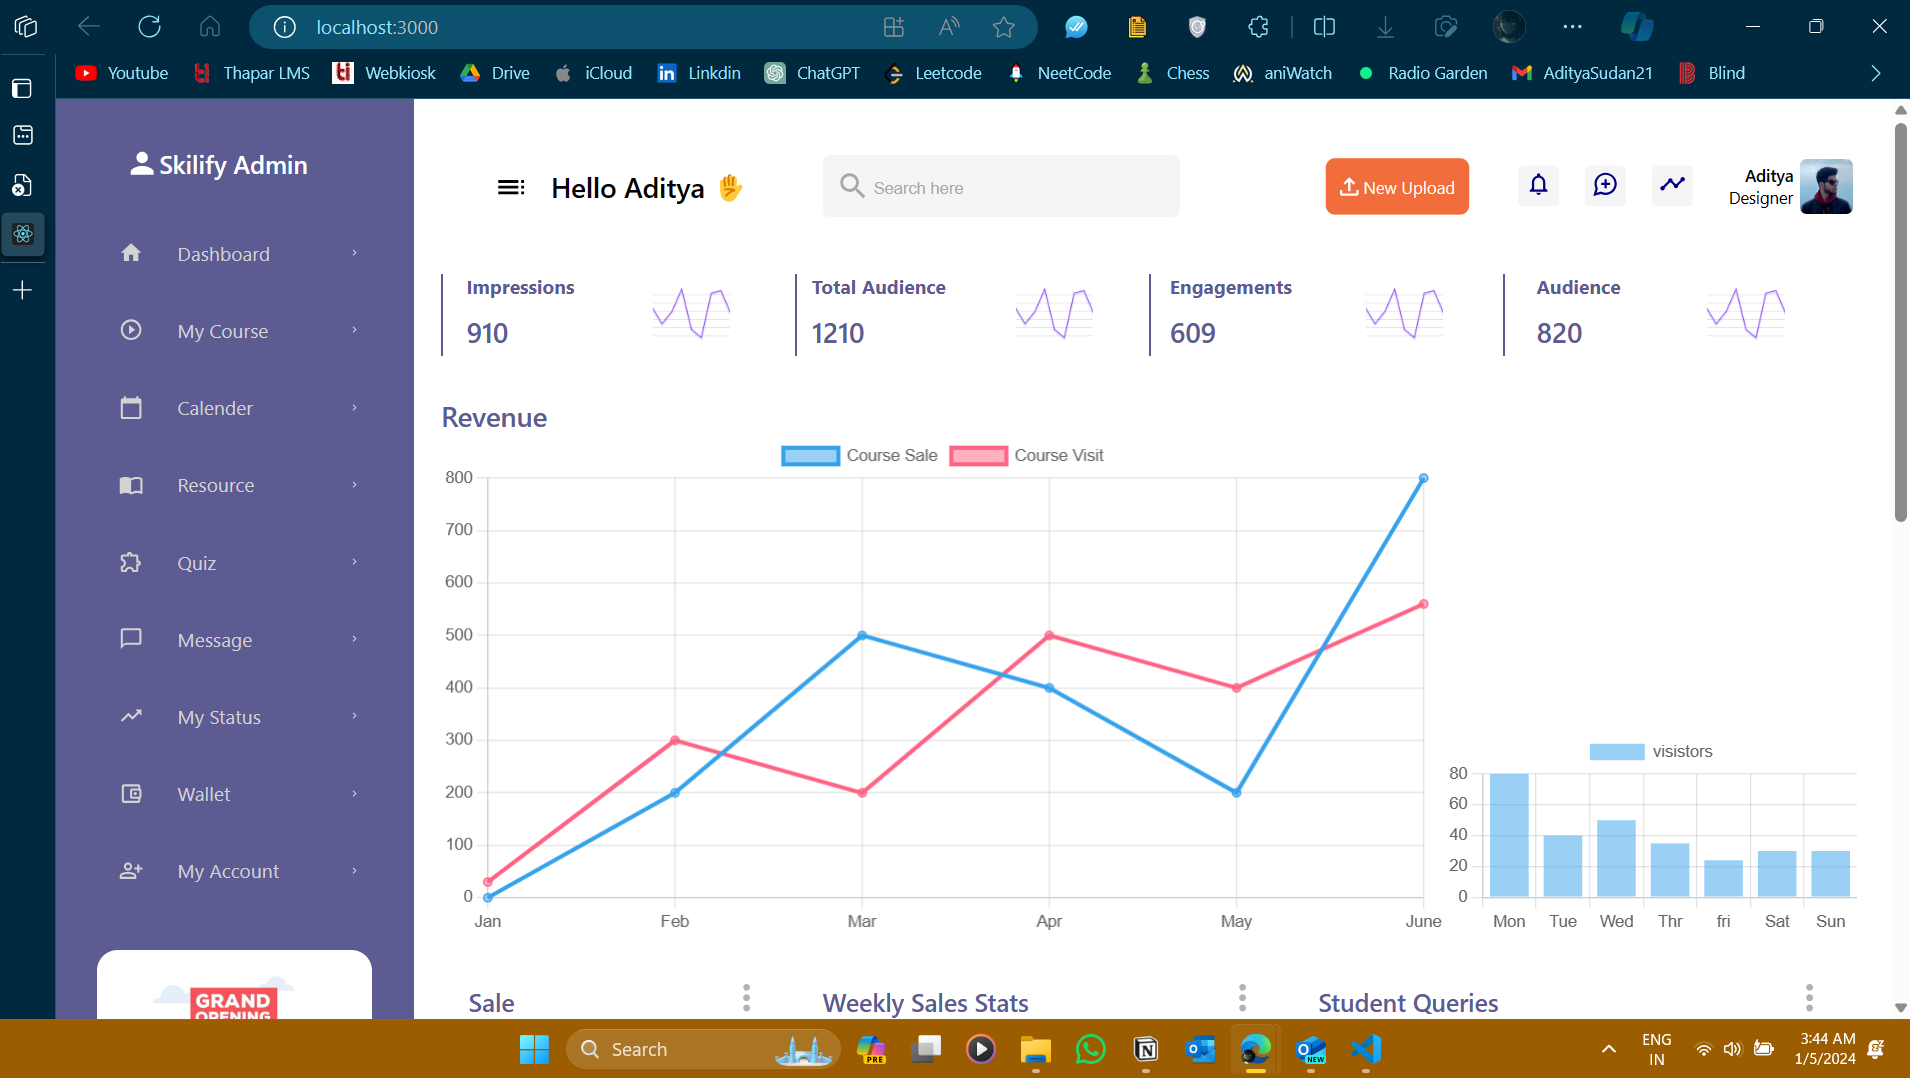 localhost:3000
Youtube Thapar LMS Webkiosk Drive iCloud Linkdin ChatGPT Leetcode NeetCode Chess aniWatch Radio Garden AdityaSudan21 Blind
Skilify Admin
Dashboard
My Course
Calender
Resource
Quiz
Message
My Status
Wallet
My Account
GRAND
OPENING
Hello Aditya
Search here
New Upload
Aditya
Designer
Impressions
910
Total Audience
1210
Engagements
609
Audience
820
Revenue
Course Sale Course Visit
800
700
600
500
400
300
200
100
0
Jan Feb Mar Apr May June
visistors
80
60
40
20
0
Mon Tue Wed Thr fri Sat Sun
Sale
Weekly Sales Stats
Student Queries
Search
PRE
NEW
ENG
IN
3:44 AM
1/5/2024